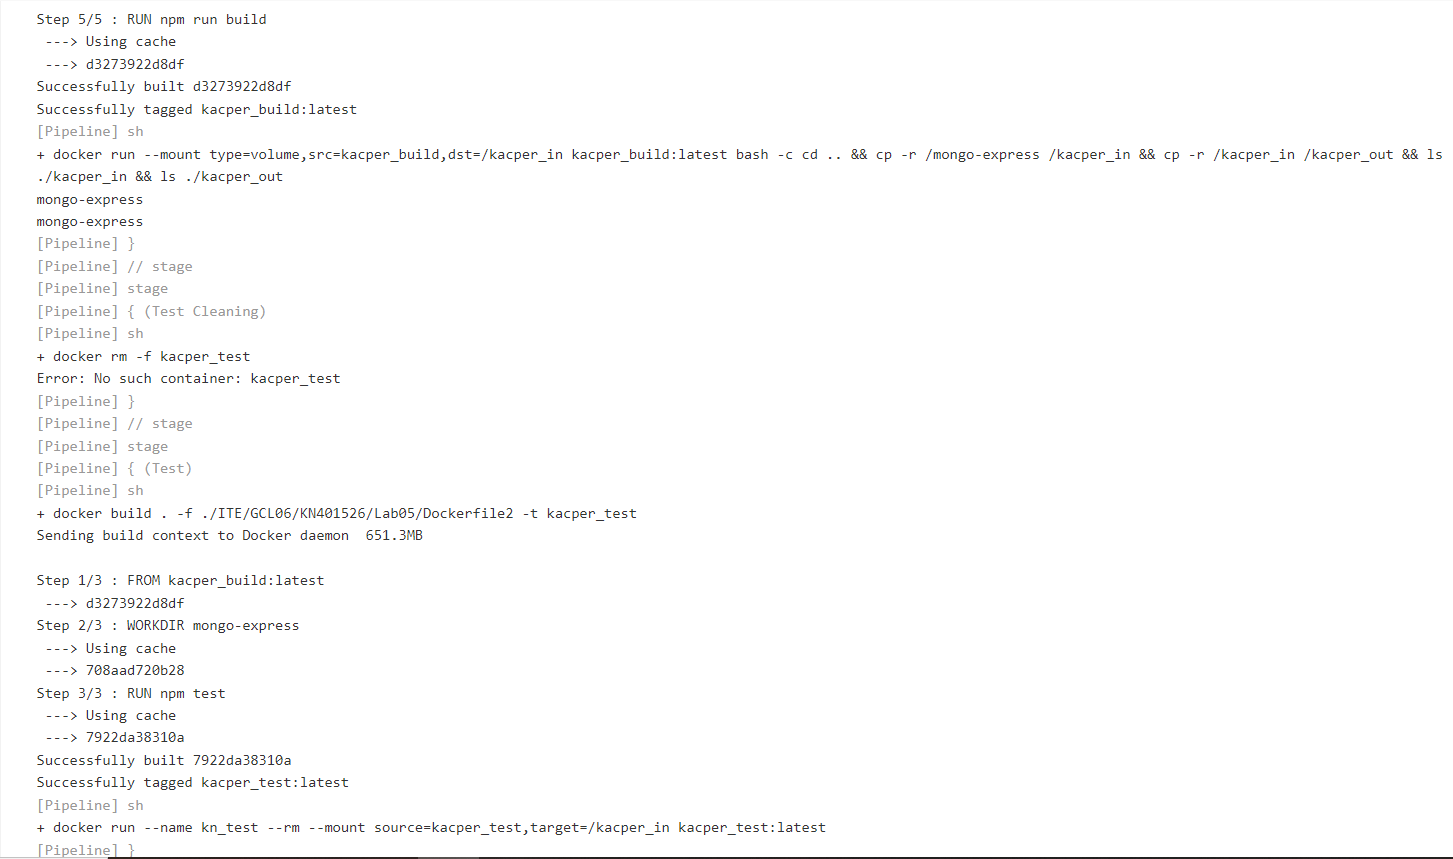 Step 5/5 : RUN npm run build
 ---> Using cache
 ---> d3273922d8df
Successfully built d3273922d8df
Successfully tagged kacper_build:latest
[Pipeline] sh
+ docker run --mount type=volume,src=kacper_build,dst=/kacper_in kacper_build:latest bash -c cd .. && cp -r /mongo-express /kacper_in && cp -r /kacper_in /kacper_out && ls
./kacper_in && ls ./kacper_out
mongo-express
mongo-express
[Pipeline] }
[Pipeline] // stage
[Pipeline] stage
[Pipeline] { (Test Cleaning)
[Pipeline] sh
+ docker rm -f kacper_test
Error: No such container: kacper_test
[Pipeline] }
[Pipeline] // stage
[Pipeline] stage
[Pipeline] { (Test)
[Pipeline] sh
+ docker build . -f ./ITE/GCL06/KN401526/Lab05/Dockerfile2 -t kacper_test
Sending build context to Docker daemon  651.3MB
Step 1/3 : FROM kacper_build:latest
 ---> d3273922d8df
Step 2/3 : WORKDIR mongo-express
 ---> Using cache
 ---> 708aad720b28
Step 3/3 : RUN npm test
 ---> Using cache
 ---> 7922da38310a
Successfully built 7922da38310a
Successfully tagged kacper_test:latest
[Pipeline] sh
+ docker run --name kn_test --rm --mount source=kacper_test,target=/kacper_in kacper_test:latest
[Pipeline] }